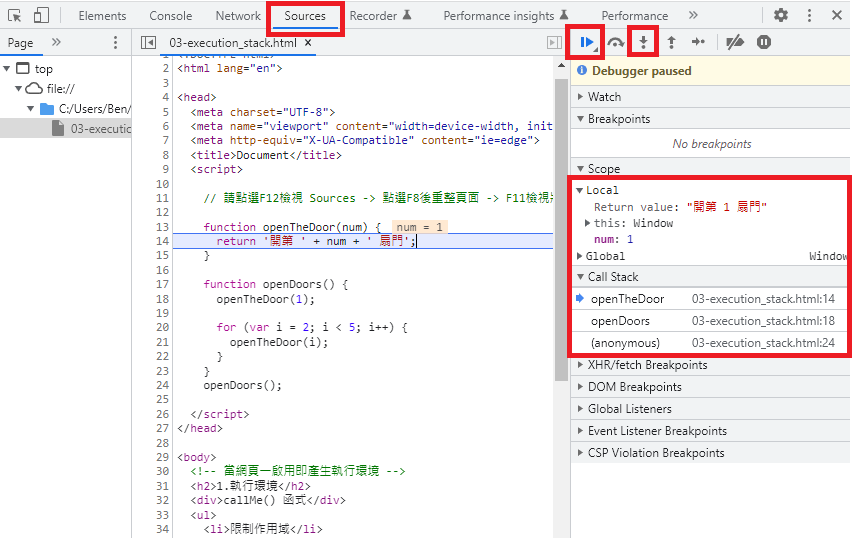 Elements Console Network Sources Recorder Performance insights Performance »
Page » 03-execution_stack.html ×
top
file://
C:/Users/Ben/
03-executic
2 <html lang="en">
3
4 <head>
5 <meta charset="UTF-8">
6 <meta name="viewport" content="width=device-width, init
7 <meta http-equiv="X-UA-Compatible" content="ie=edge">
8 <title>Document</title>
9 <script>
10
11 // 請點選F12檢視 Sources -> 點選F8後重整頁面 -> F11檢視
12
13 function openTheDoor(num) { num = 1
14 return '開第 ' + num + ' 扇門';
15 }
16
17 function openDoors() {
18 openTheDoor(1);
19
20 for (var i = 2; i < 5; i++) {
21 openTheDoor(i);
22 }
23 }
24 openDoors();
25
26 </script>
27 </head>
28
29 <body>
30 <!-- 當網頁一啟用即產生執行環境 -->
31 <h2>1.執行環境</h2>
32 <div>callMe() 函式</div>
33 <ul>
34 <li>限制作用域</li>
Debugger paused
Watch
Breakpoints
No breakpoints
Scope
Local
Return value: "開第 1 扇門"
this: Window
num: 1
Global Window
Call Stack
openTheDoor 03-execution_stack.html:14
openDoors 03-execution_stack.html:18
(anonymous) 03-execution_stack.html:24
XHR/fetch Breakpoints
DOM Breakpoints
Global Listeners
Event Listener Breakpoints
CSP Violation Breakpoints